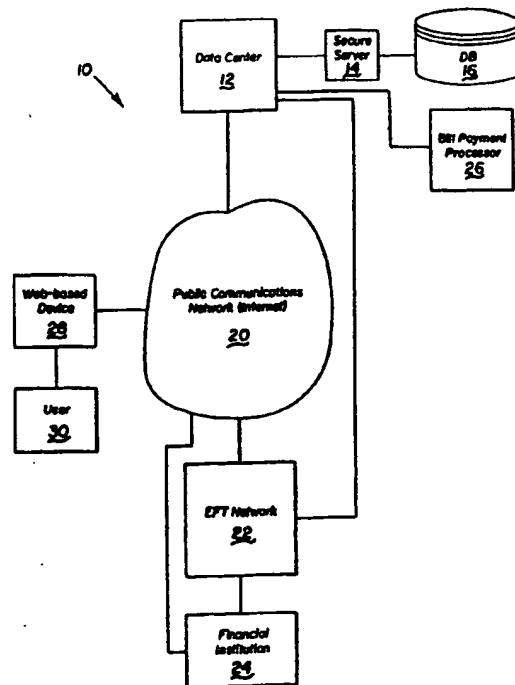 10
Data Center
12
Secure
Server
14
DB
16
Bill Payment
Processor
26
Public Communications
Network (Internet)
20
Web-based
Device
28
User
30
EFT Network
22
Financial
Institution
24